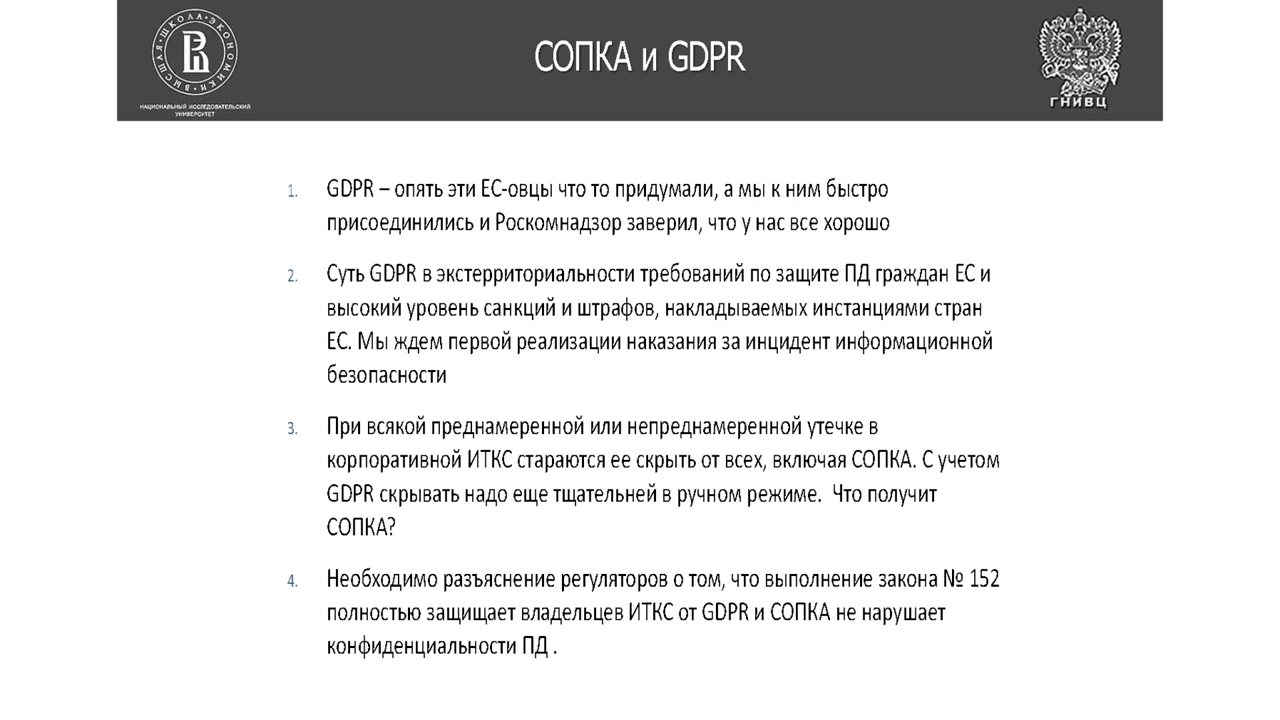 ВЫСШАЯ ШКОЛА ЭКОНОМИКИ
НАЦИОНАЛЬНЫЙ ИССЛЕДОВАТЕЛЬСКИЙ
УНИВЕРСИТЕТ
СОПКА и GDPR
ГНИВЦ
1. GDPR – опять эти ЕС-овцы что то придумали, а мы к ним быстро
присоединились и Роскомнадзор заверил, что у нас все хорошо
2. Суть GDPR в экстерриториальности требований по защите ПД граждан ЕС и
высокий уровень санкций и штрафов, накладываемых инстанциями стран
ЕС. Мы ждем первой реализации наказания за инцидент информационной
безопасности
3. При всякой преднамеренной или непреднамеренной утечке в
корпоративной ИТКС стараются ее скрыть от всех, включая СОПКА. С учетом
GDPR скрывать надо еще тщательней в ручном режиме.  Что получит
СОПКА?
4. Необходимо разъяснение регуляторов о том, что выполнение закона № 152
полностью защищает владельцев ИТКС от GDPR и СОПКА не нарушает
конфиденциальности ПД .